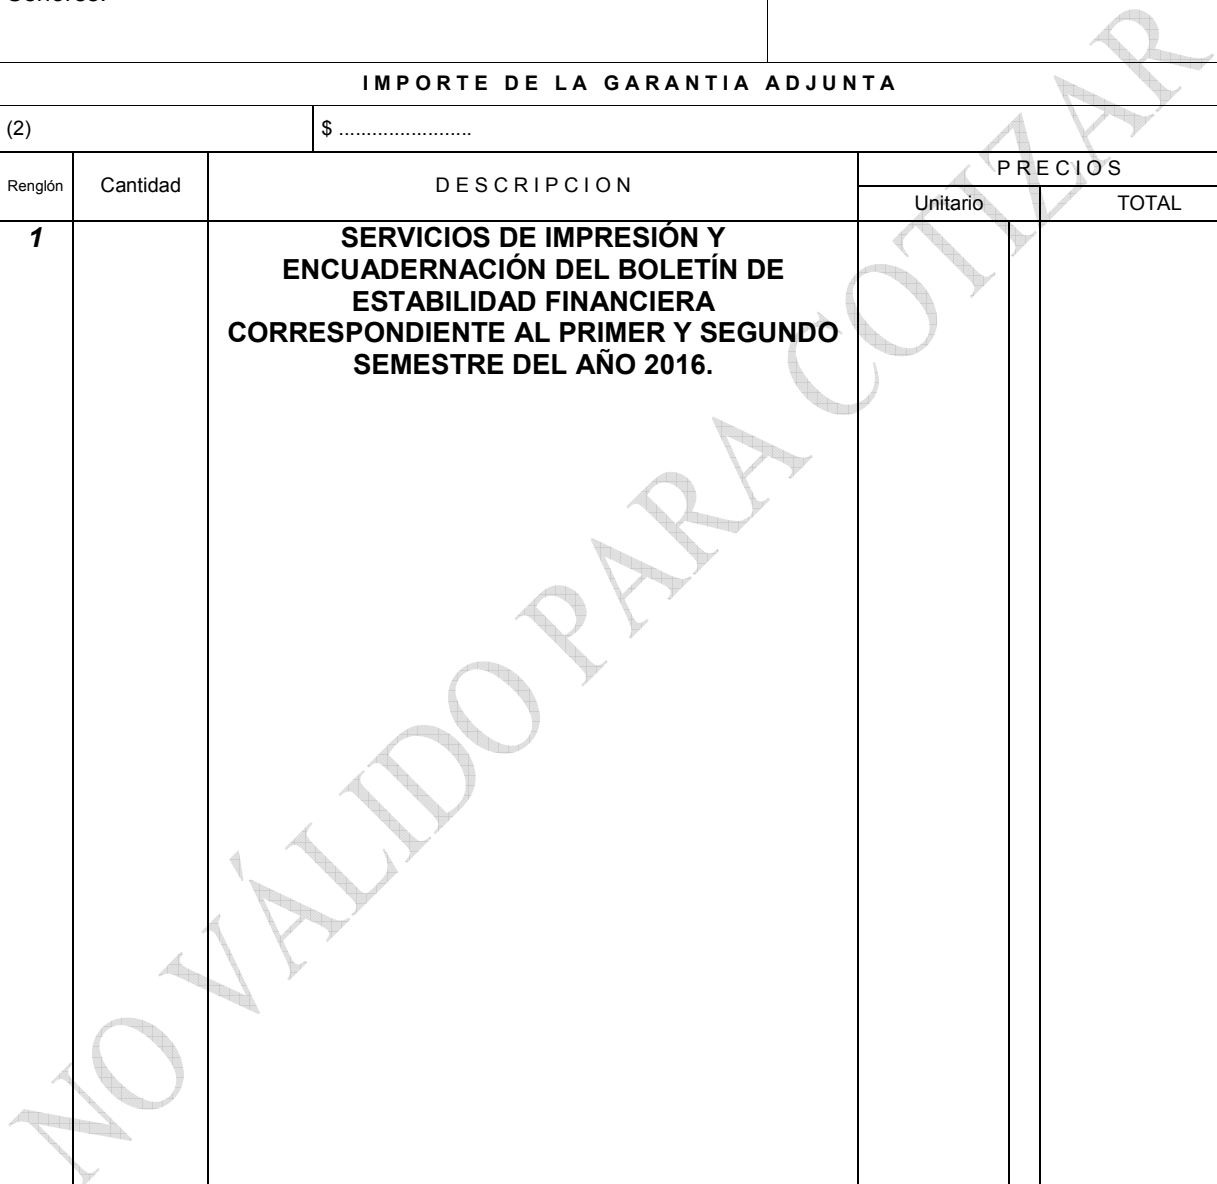 Señores:
IMPORTE DE LA GARANTIA ADJUNTA
(2) $ ........................
Renglón Cantidad DESCRIPCION PRECIOS
Unitario TOTAL
1 SERVICIOS DE IMPRESIÓN Y
ENCUADERNACIÓN DEL BOLETÍN DE
ESTABILIDAD FINANCIERA
CORRESPONDIENTE AL PRIMER Y SEGUNDO
SEMESTRE DEL AÑO 2016.
NO VÁLIDO PARA COTIZAR